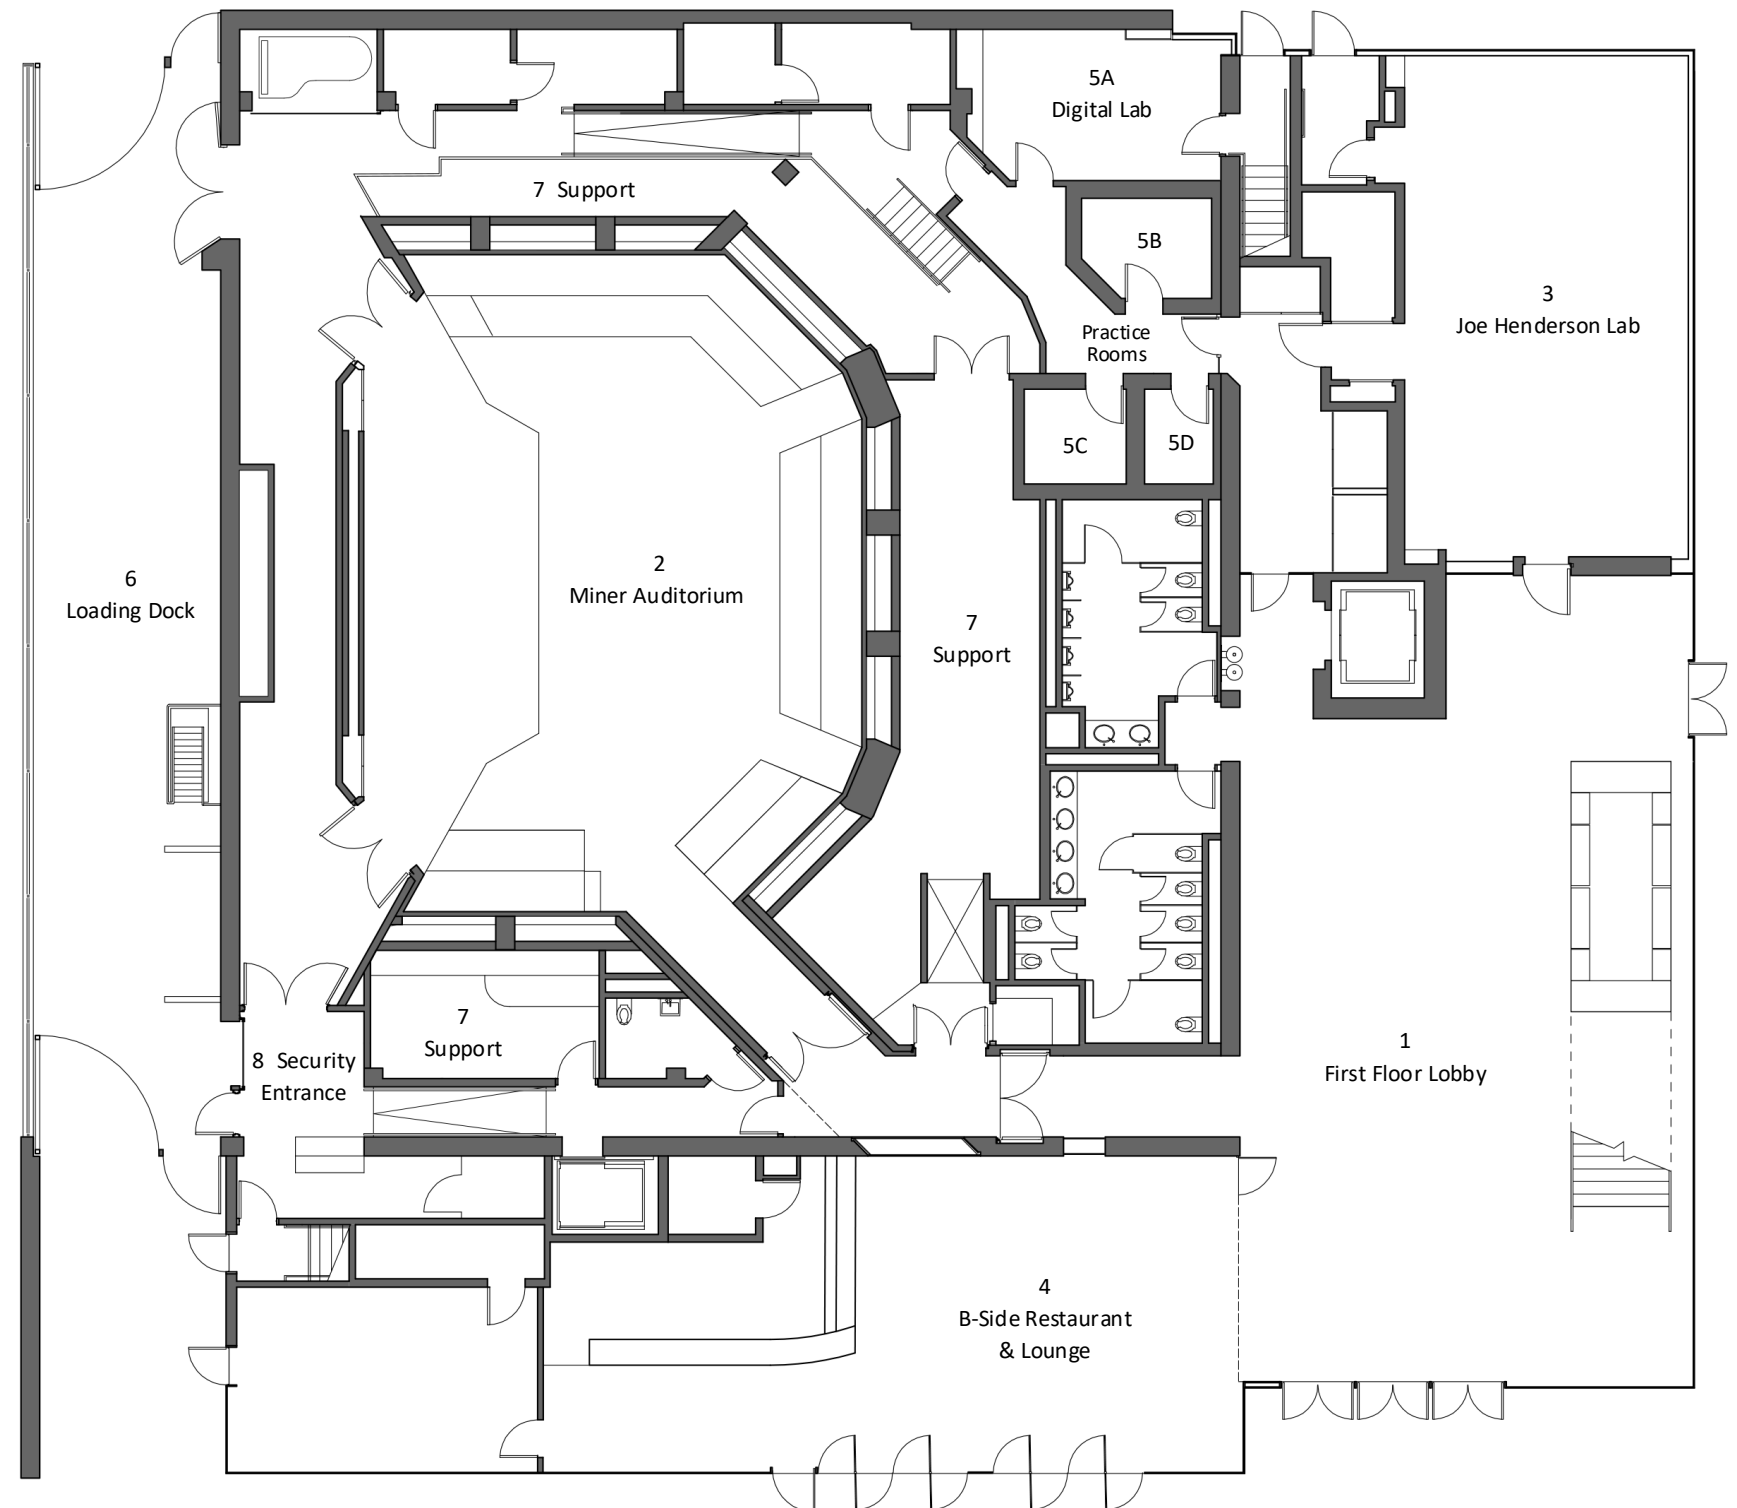 5A
Digital Lab
7 Support
5B
3
Joe Henderson Lab
Practice
Rooms
5C
5D
2
Miner Auditorium
6
Loading Dock
7
Support
7
Support
8 Security
Entrance
1
First Floor Lobby
4
B-Side Restaurant
& Lounge